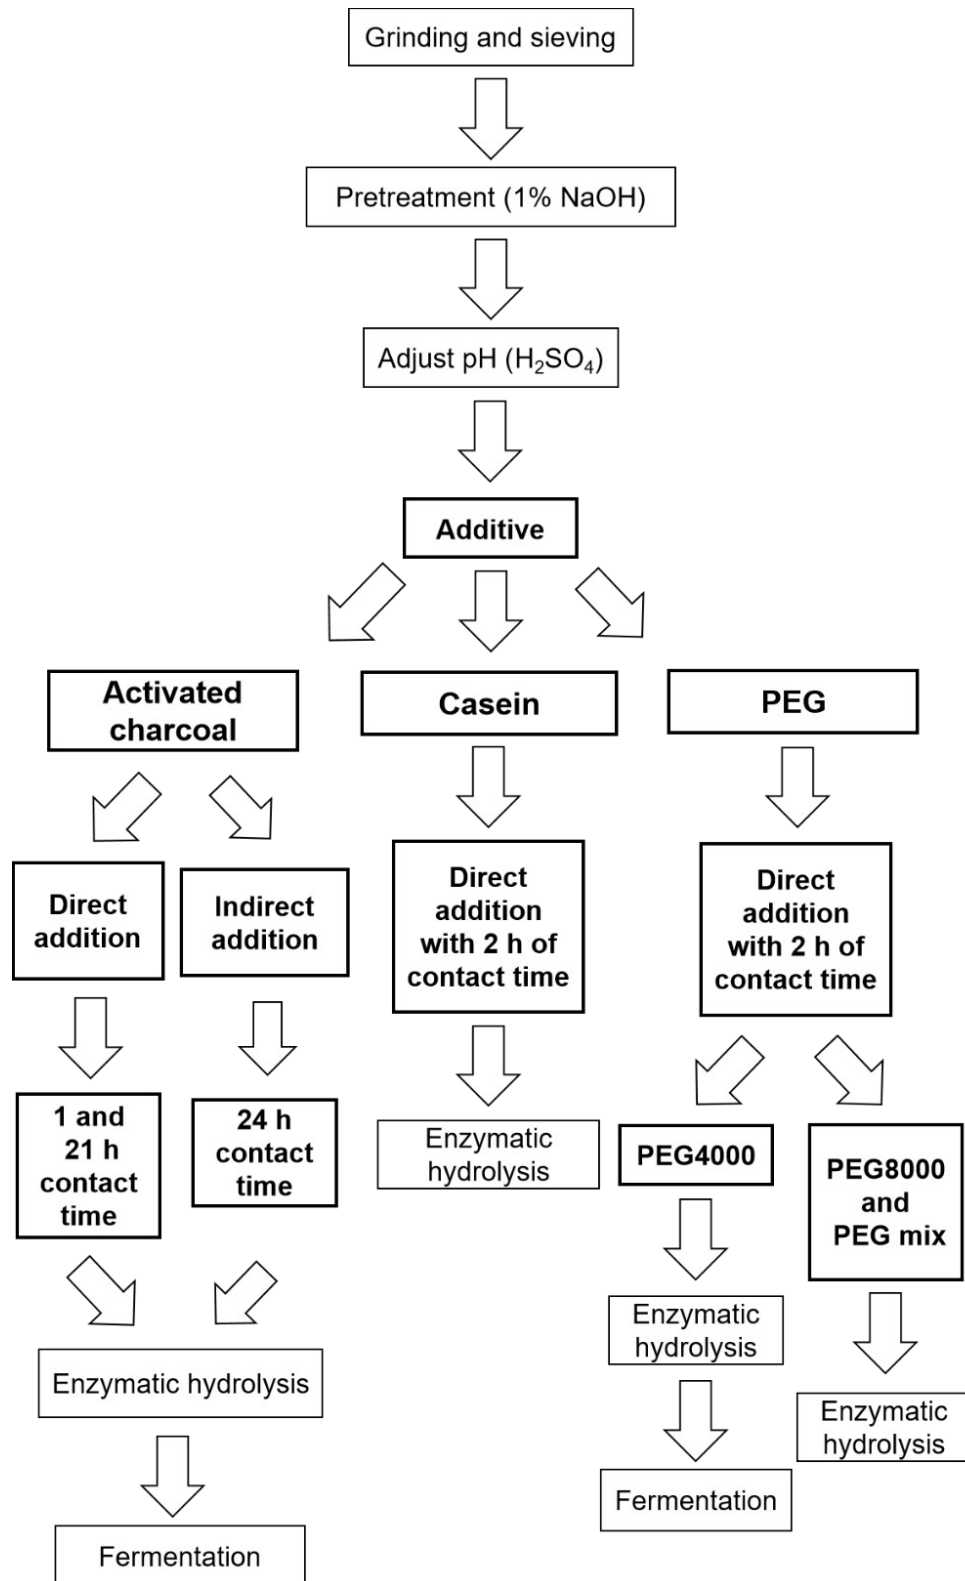 Grinding and sieving
Pretreatment (1% NaOH)
Adjust pH (H₂SO₄)
Additive
Activated
charcoal
Casein
PEG
Direct
addition
Indirect
addition
Direct
addition
with 2 h of
contact time
Direct
addition
with 2 h of
contact time
1 and
21 h
contact
time
24 h
contact
time
Enzymatic
hydrolysis
PEG4000
PEG8000
and
PEG mix
Enzymatic hydrolysis
Enzymatic
hydrolysis
Enzymatic
hydrolysis
Fermentation
Fermentation